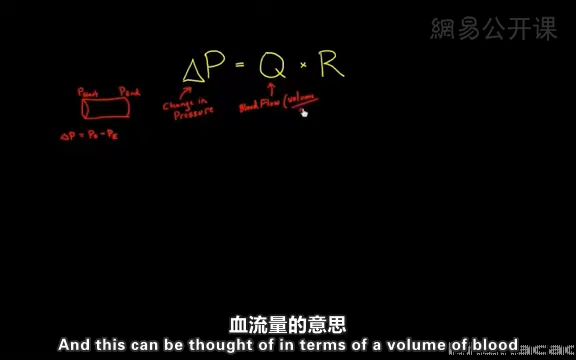 網易公开课
ΔP = Q × R
Pstart Pend
Change in
Pressure
Blood Flow (volume
ΔP = Ps - PE
血流量的意思
And this can be thought of in terms of a volume of blood